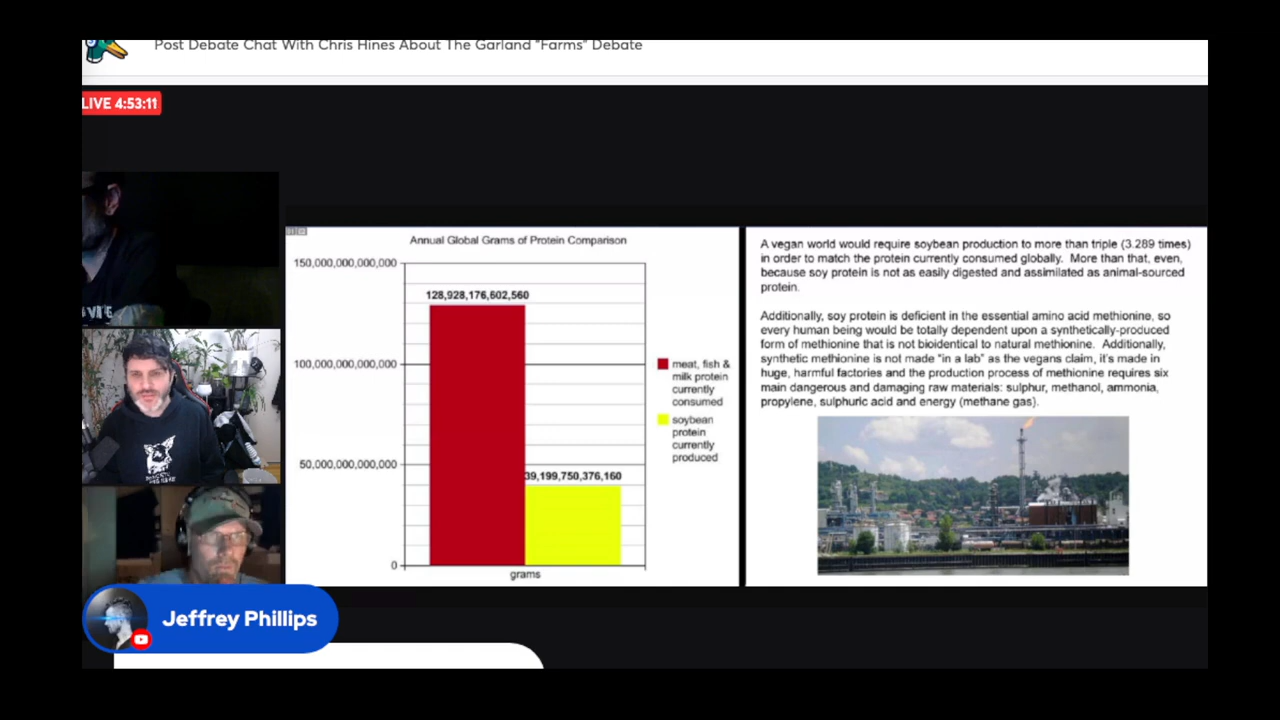 Post Debate Chat With Chris Hines About The Garland "Farms" Debate
LIVE 4:53:11
Annual Global Grams of Protein Comparison
150,000,000,000,000
128,928,176,602,560
100,000,000,000,000
50,000,000,000,000
39,199,750,376,160
0
grams
meat, fish &
milk protein
currently
consumed
soybean
protein
currently
produced
A vegan world would require soybean production to more than triple (3.289 times)
in order to match the protein currently consumed globally. More than that, even,
because soy protein is not as easily digested and assimilated as animal-sourced
protein.
Additionally, soy protein is deficient in the essential amino acid methionine, so
every human being would be totally dependent upon a synthetically-produced
form of methionine that is not bioidentical to natural methionine. Additionally,
synthetic methionine is not made "in a lab" as the vegans claim, it's made in
huge, harmful factories and the production process of methionine requires six
main dangerous and damaging raw materials: sulphur, methanol, ammonia,
propylene, sulphuric acid and energy (methane gas).
Jeffrey Phillips